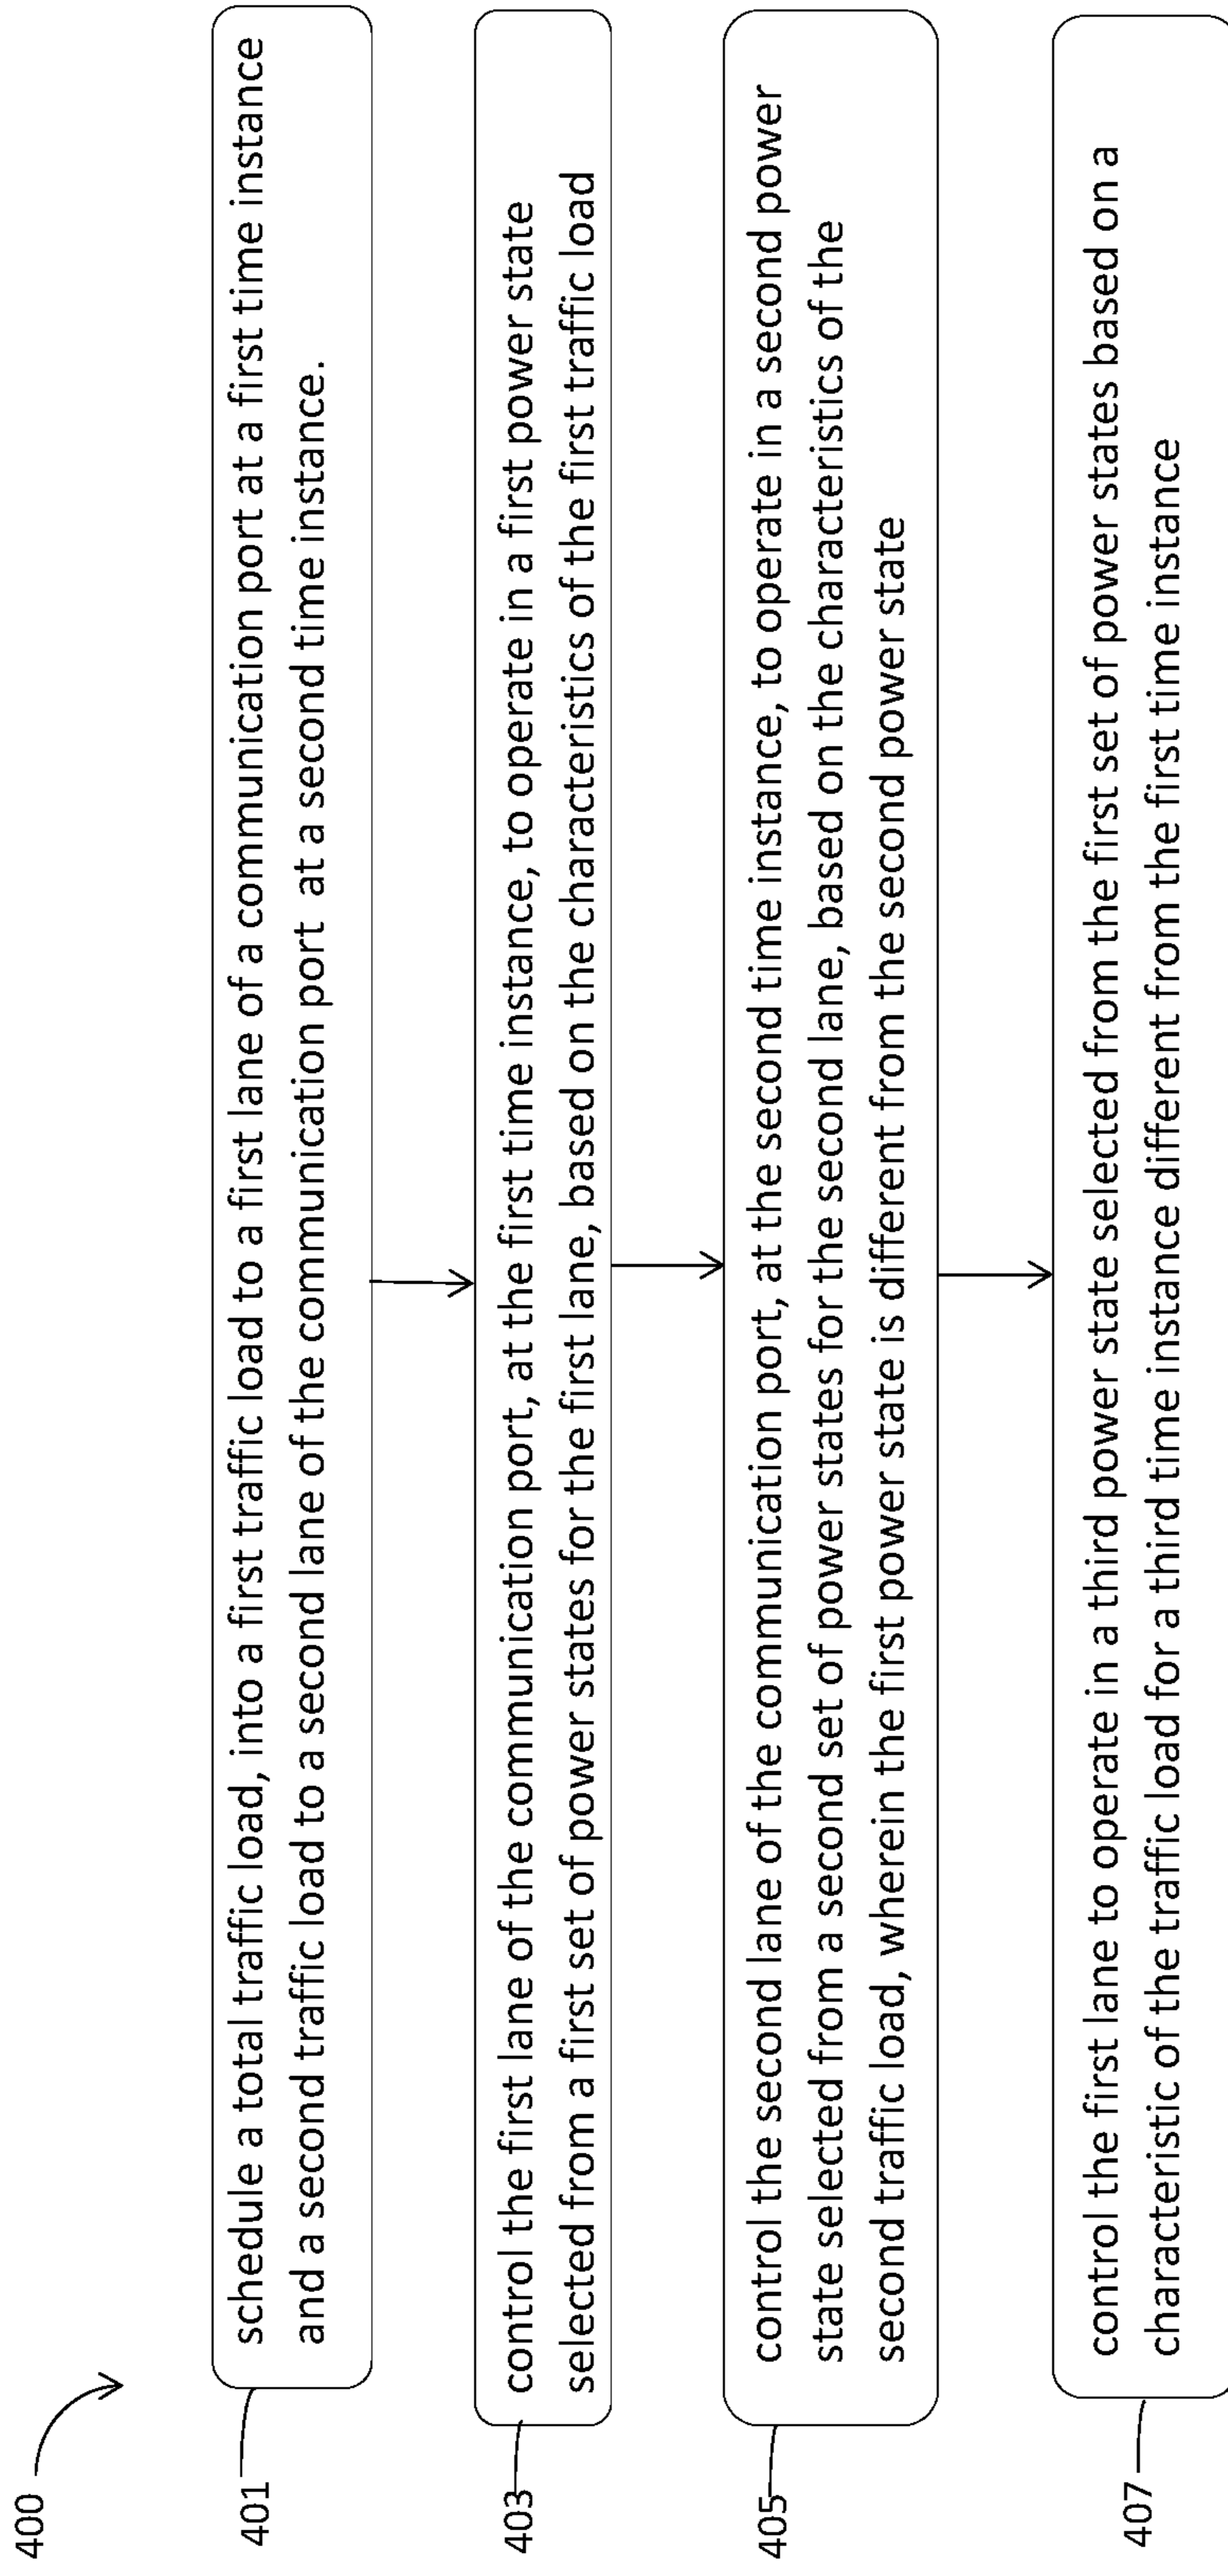 400
401
schedule a total traffic load, into a first traffic load to a first lane of a communication port at a first time instance
and a second traffic load to a second lane of the communication port at a second time instance.
403
control the first lane of the communication port, at the first time instance, to operate in a first power state
selected from a first set of power states for the first lane, based on the characteristics of the first traffic load
405
control the second lane of the communication port, at the second time instance, to operate in a second power
state selected from a second set of power states for the second lane, based on the characteristics of the
second traffic load, wherein the first power state is different from the second power state
407
control the first lane to operate in a third power state selected from the first set of power states based on a
characteristic of the traffic load for a third time instance different from the first time instance